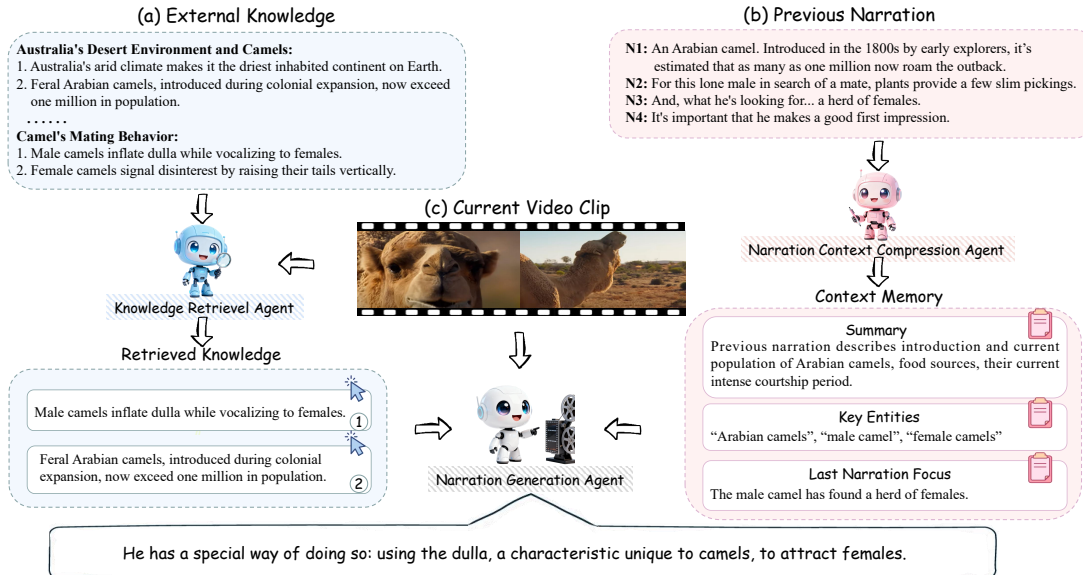 (a) External Knowledge
Australia's Desert Environment and Camels:
1. Australia's arid climate makes it the driest inhabited continent on Earth.
2. Feral Arabian camels, introduced during colonial expansion, now exceed
one million in population.
......
Camel's Mating Behavior:
1. Male camels inflate dulla while vocalizing to females.
2. Female camels signal disinterest by raising their tails vertically.
(b) Previous Narration
N1: An Arabian camel. Introduced in the 1800s by early explorers, it's
estimated that as many as one million now roam the outback.
N2: For this lone male in search of a mate, plants provide a few slim pickings.
N3: And, what he's looking for... a herd of females.
N4: It's important that he makes a good first impression.
(c) Current Video Clip
Knowledge Retrievel Agent
Narration Context Compression Agent
Retrieved Knowledge
Male camels inflate dulla while vocalizing to females.
1
Feral Arabian camels, introduced during colonial
expansion, now exceed one million in population.
2
Narration Generation Agent
Context Memory
Summary
Previous narration describes introduction and current
population of Arabian camels, food sources, their current
intense courtship period.
Key Entities
“Arabian camels”, “male camel”, “female camels”
Last Narration Focus
The male camel has found a herd of females.
He has a special way of doing so: using the dulla, a characteristic unique to camels, to attract females.